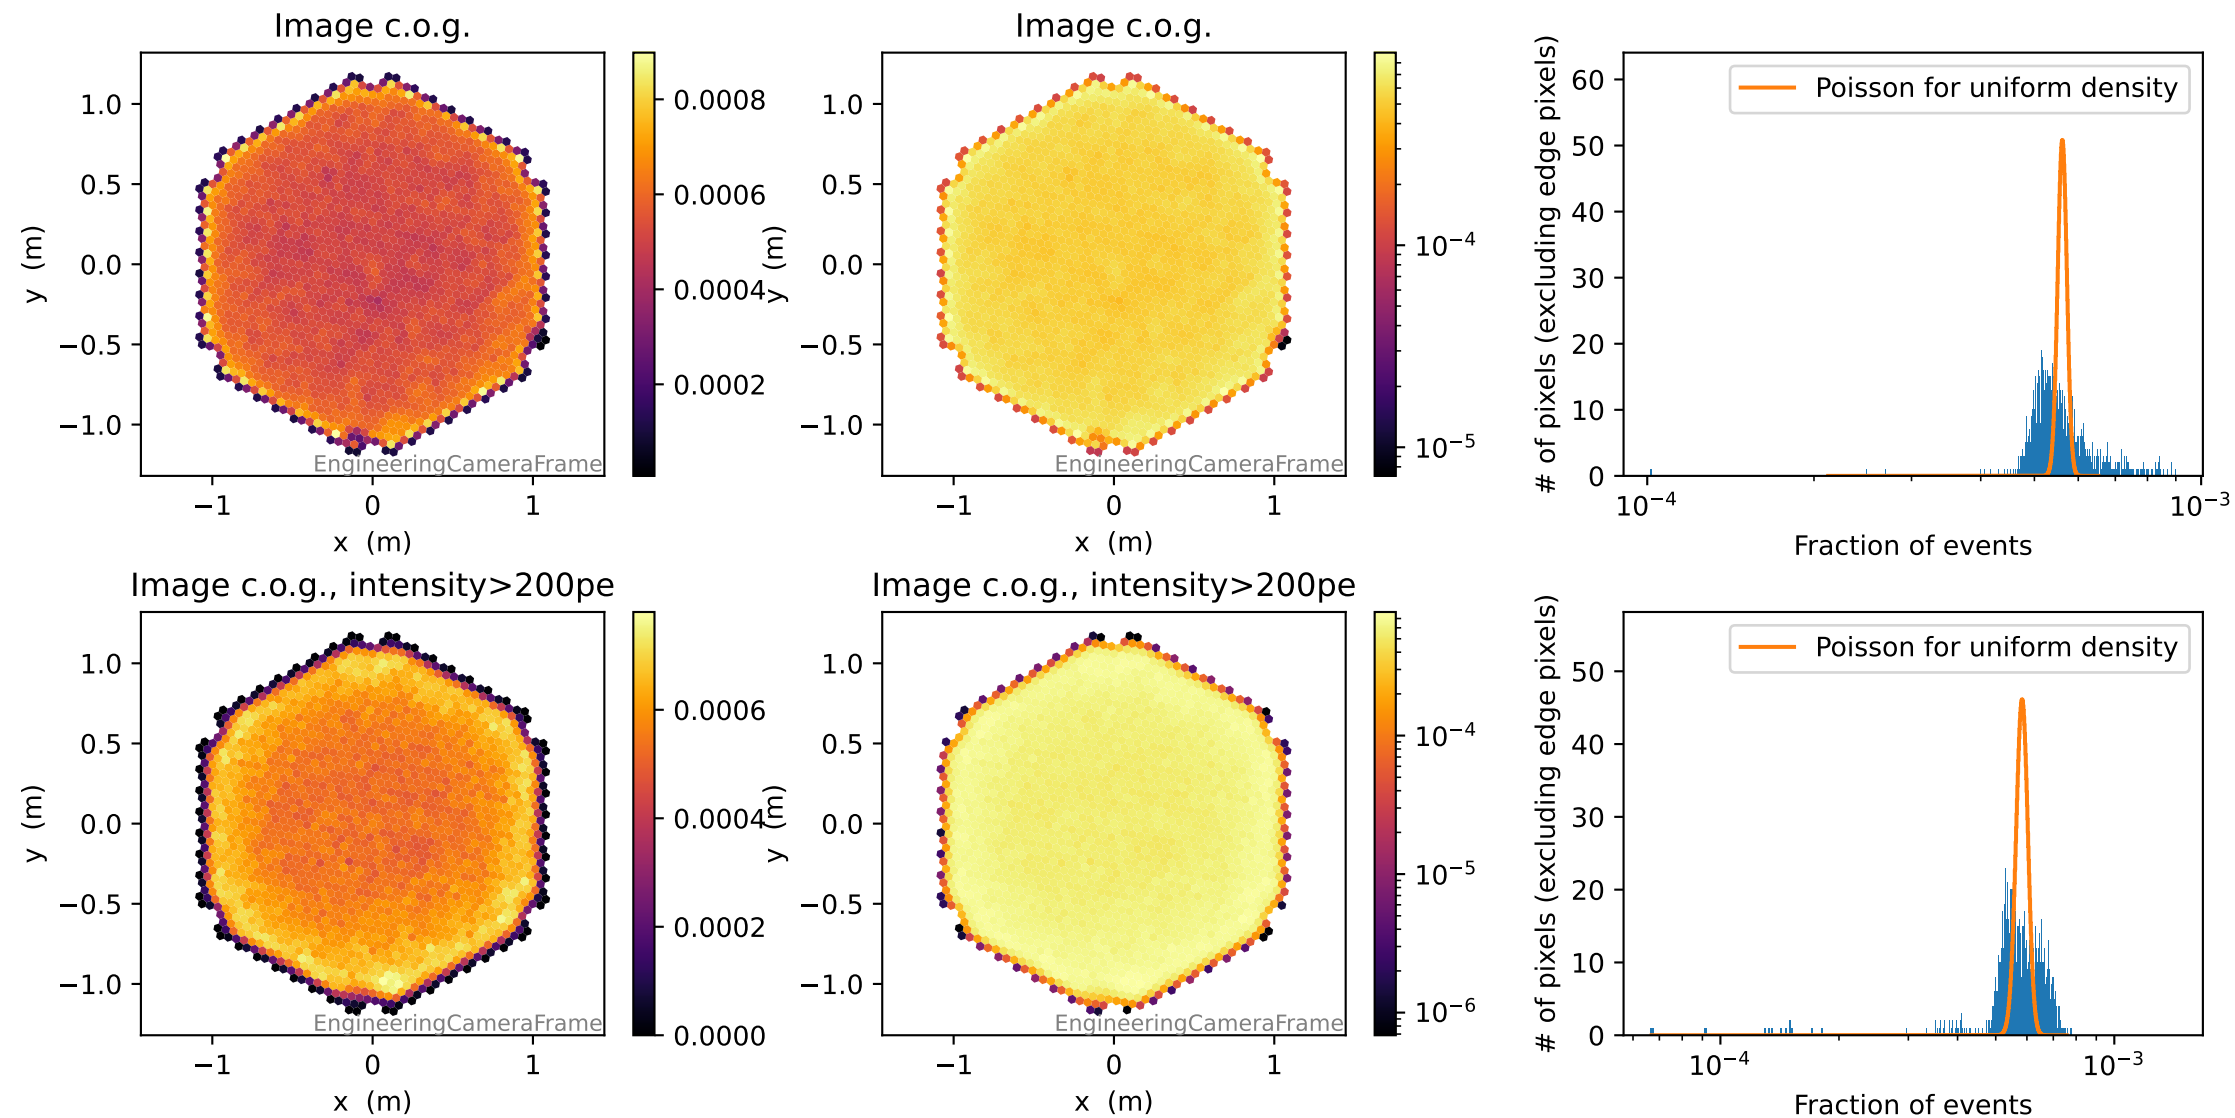 Image c.o.g.
1.0
0.5
0.0
−0.5
−1.0
y (m)
−1 0 1
x (m)
EngineeringCameraFrame
0.0008
0.0006
0.0004
0.0002
Image c.o.g.
1.0
0.5
0.0
−0.5
−1.0
y (m)
−1 0 1
x (m)
EngineeringCameraFrame
10⁻⁴
10⁻⁵
# of pixels (excluding edge pixels)
60
50
40
30
20
10
0
Poisson for uniform density
10⁻⁴ 10⁻³
Fraction of events
Image c.o.g., intensity>200pe
1.0
0.5
0.0
−0.5
−1.0
y (m)
−1 0 1
x (m)
EngineeringCameraFrame
0.0006
0.0004
0.0002
0.0000
Image c.o.g., intensity>200pe
1.0
0.5
0.0
−0.5
−1.0
y (m)
−1 0 1
x (m)
EngineeringCameraFrame
10⁻⁴
10⁻⁵
10⁻⁶
# of pixels (excluding edge pixels)
50
40
30
20
10
0
Poisson for uniform density
10⁻⁴ 10⁻³
Fraction of events